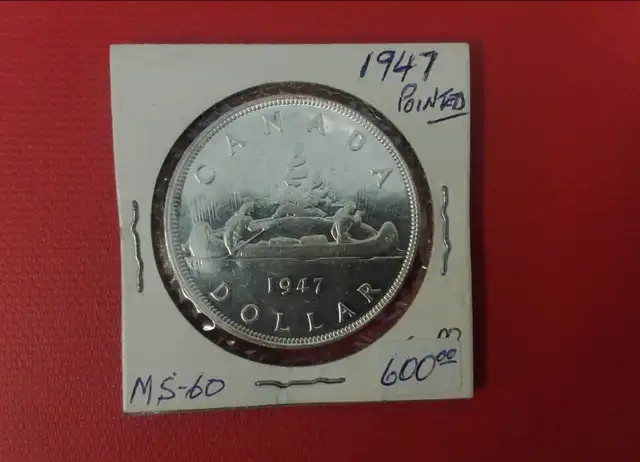 1947
POINTED
CANADA
1947
DOLLAR
MS-60
600.00